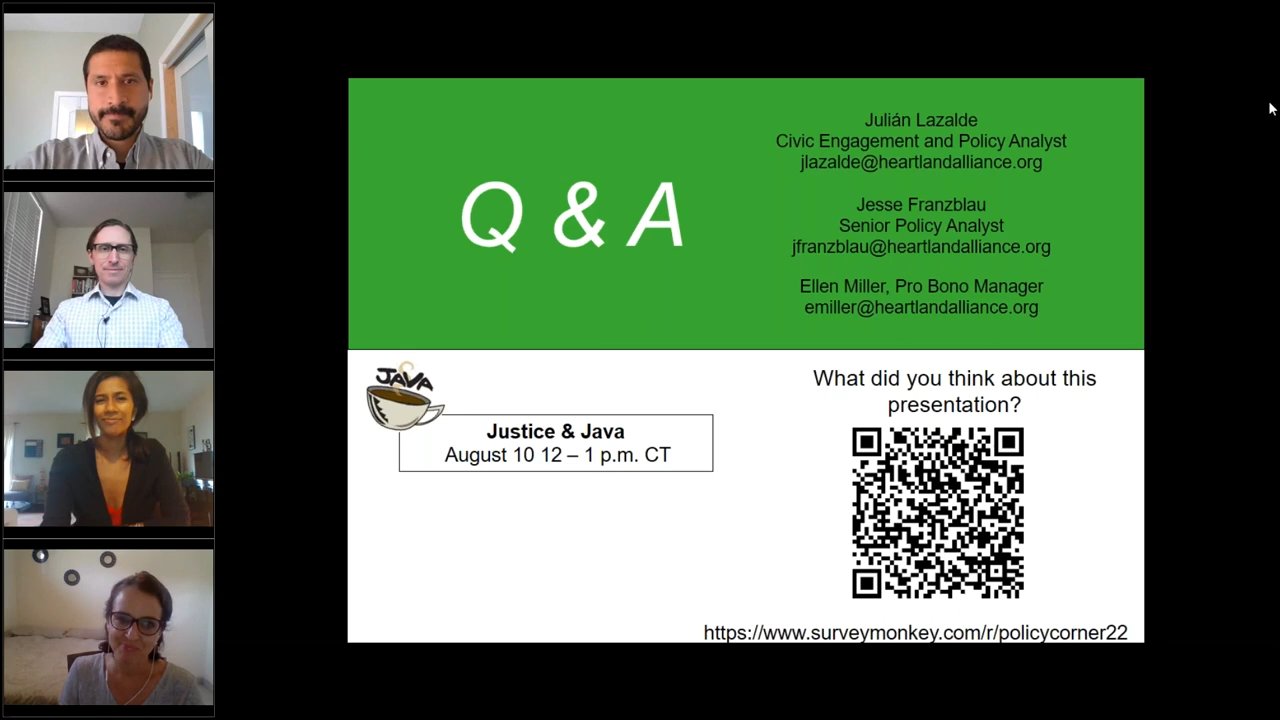 Q & A
Julián Lazalde
Civic Engagement and Policy Analyst
jlazalde@heartlandalliance.org
Jesse Franzblau
Senior Policy Analyst
jfranzblau@heartlandalliance.org
Ellen Miller, Pro Bono Manager
emiller@heartlandalliance.org
JAVA
Justice & Java
August 10 12 – 1 p.m. CT
What did you think about this
presentation?
https://www.surveymonkey.com/r/policycorner22